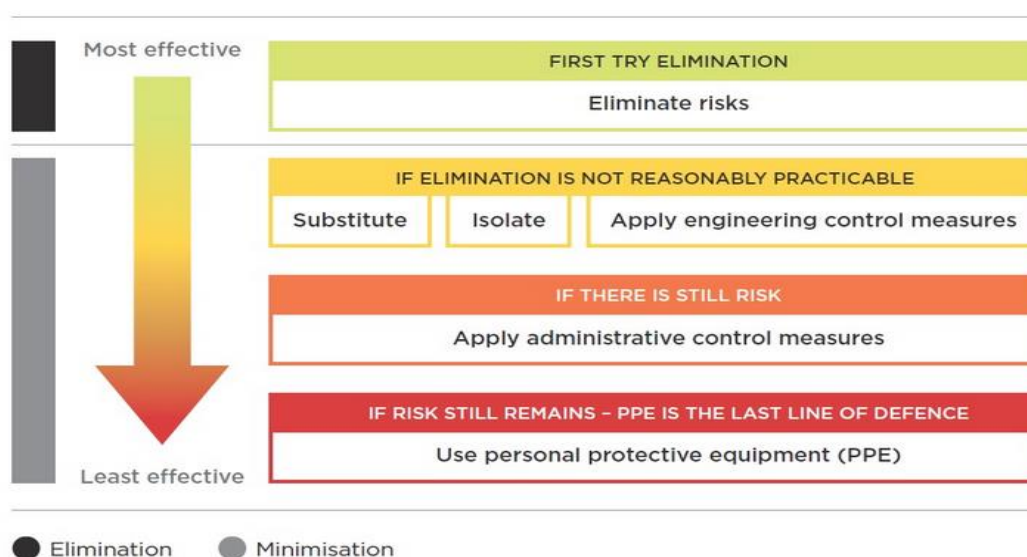 Most effective
FIRST TRY ELIMINATION
Eliminate risks
IF ELIMINATION IS NOT REASONABLY PRACTICABLE
Substitute Isolate Apply engineering control measures
IF THERE IS STILL RISK
Apply administrative control measures
IF RISK STILL REMAINS – PPE IS THE LAST LINE OF DEFENCE
Use personal protective equipment (PPE)
Least effective
Elimination Minimisation